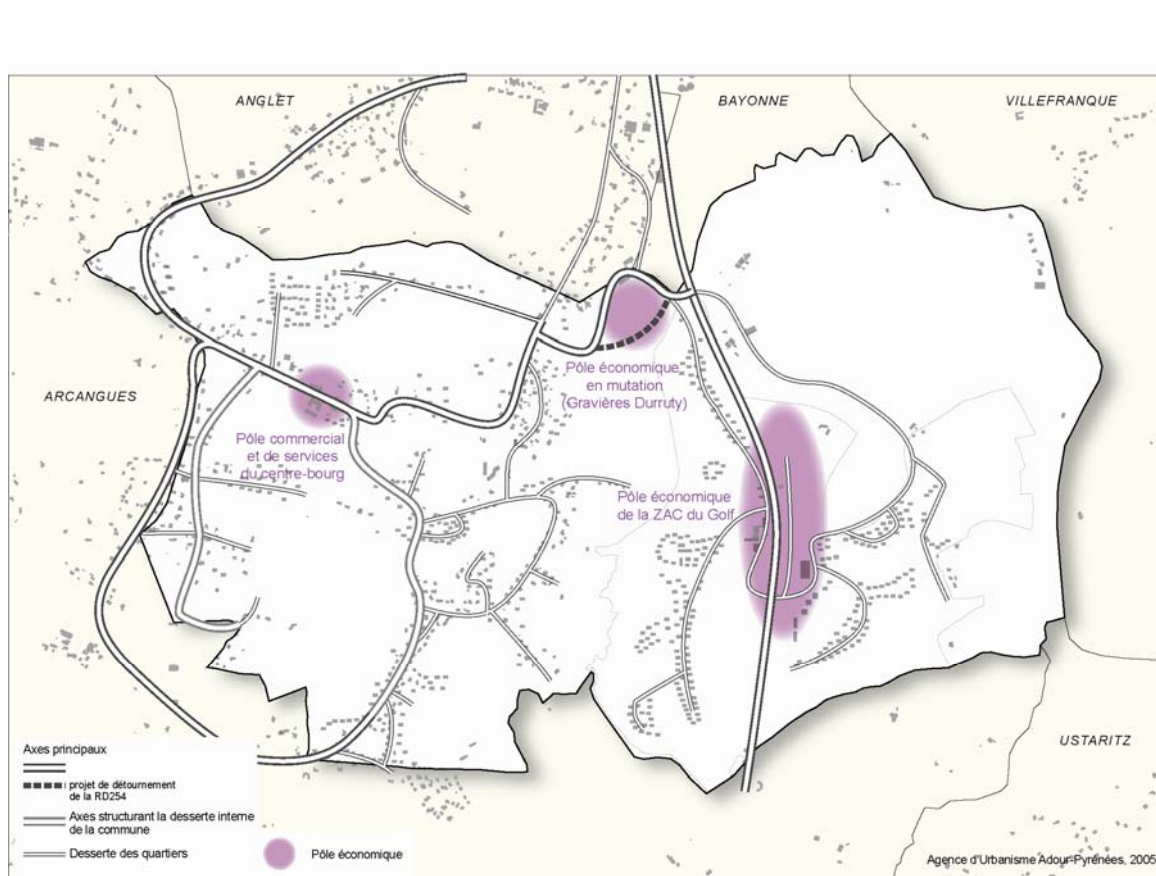 ANGLET
BAYONNE
VILLEFRANQUE
ARCANGUES
Pôle économique
en mutation
(Gravières Durruty)
Pôle commercial
et de services
du centre-bourg
Pôle économique
de la ZAC du Golf
USTARITZ
Axes principaux
projet de détournement
de la RD254
Axes structurant la desserte interne
de la commune
Desserte des quartiers
Pôle économique
Agence d'Urbanisme Adour-Pyrénées, 2005